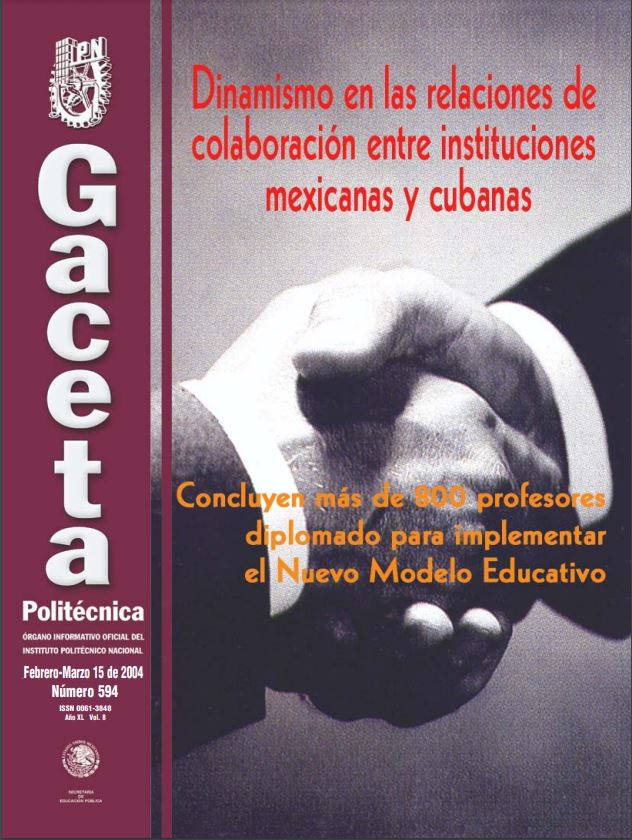 IPN
Gaceta
Politécnica
ÓRGANO INFORMATIVO OFICIAL DEL
INSTITUTO POLITÉCNICO NACIONAL
Febrero-Marzo 15 de 2004
Número 594
ISSN 0061-3848
Año XL Vol. 8
SECRETARIA
DE
EDUCACIÓN PÚBLICA
Dinamismo en las relaciones de
colaboración entre instituciones
mexicanas y cubanas
Concluyen más de 800 profesores
diplomado para implementar
el Nuevo Modelo Educativo